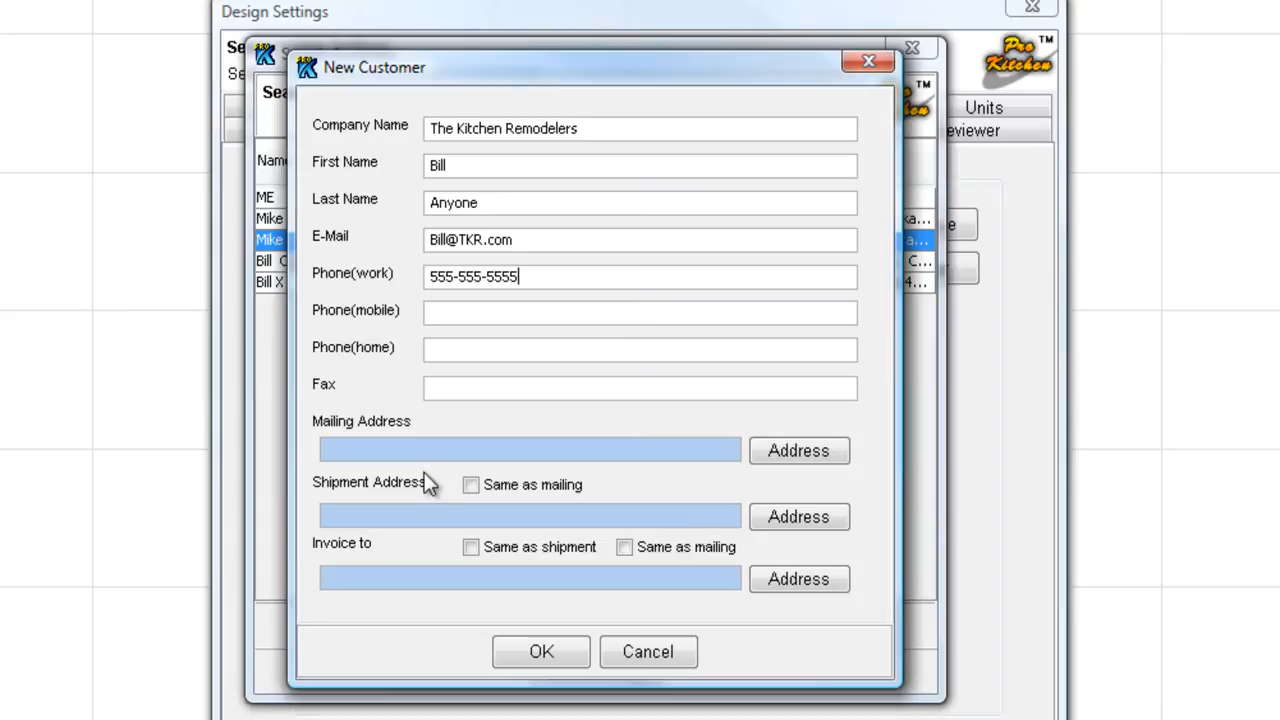 Design Settings
New Customer
Pro
Kitchen
TM
TM
Units
Company Name The Kitchen Remodelers
eviewer
First Name Bill
Name
ME
Last Name Anyone
Mike
E-Mail Bill@TKR.com
Mike
Bill
Phone(work) 555-555-5555
Bill X
Phone(mobile)
Phone(home)
Fax
Mailing Address
Address
Shipment Address Same as mailing
Address
Invoice to Same as shipment Same as mailing
Address
OK Cancel